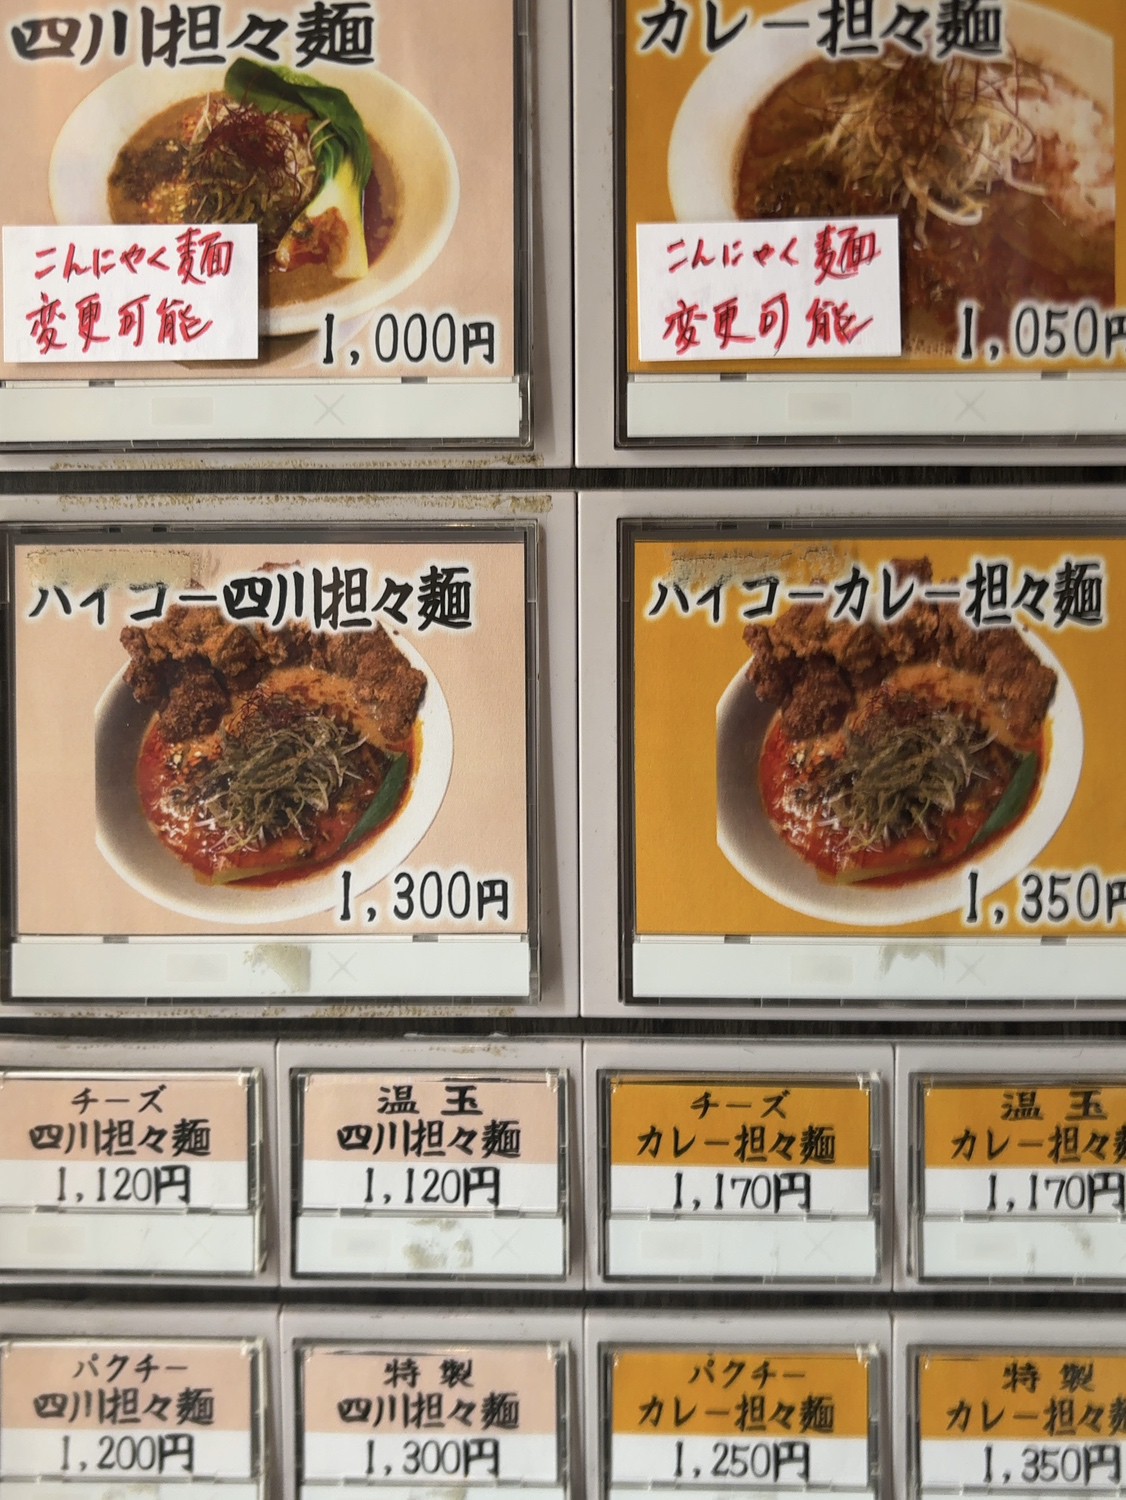 四川担々麺
こんにゃく麺
変更可能
1,000円
カレー担々麺
こんにゃく麺
変更可能
1,050円
ハイコー四川担々麺
1,300円
ハイコーカレー担々麺
1,350円
チーズ
四川担々麺
1,120円
温玉
四川担々麺
1,120円
チーズ
カレー担々麺
1,170円
温玉
カレー担々麺
1,170円
パクチー
四川担々麺
1,200円
特製
四川担々麺
1,300円
パクチー
カレー担々麺
1,250円
特製
カレー担々麺
1,350円